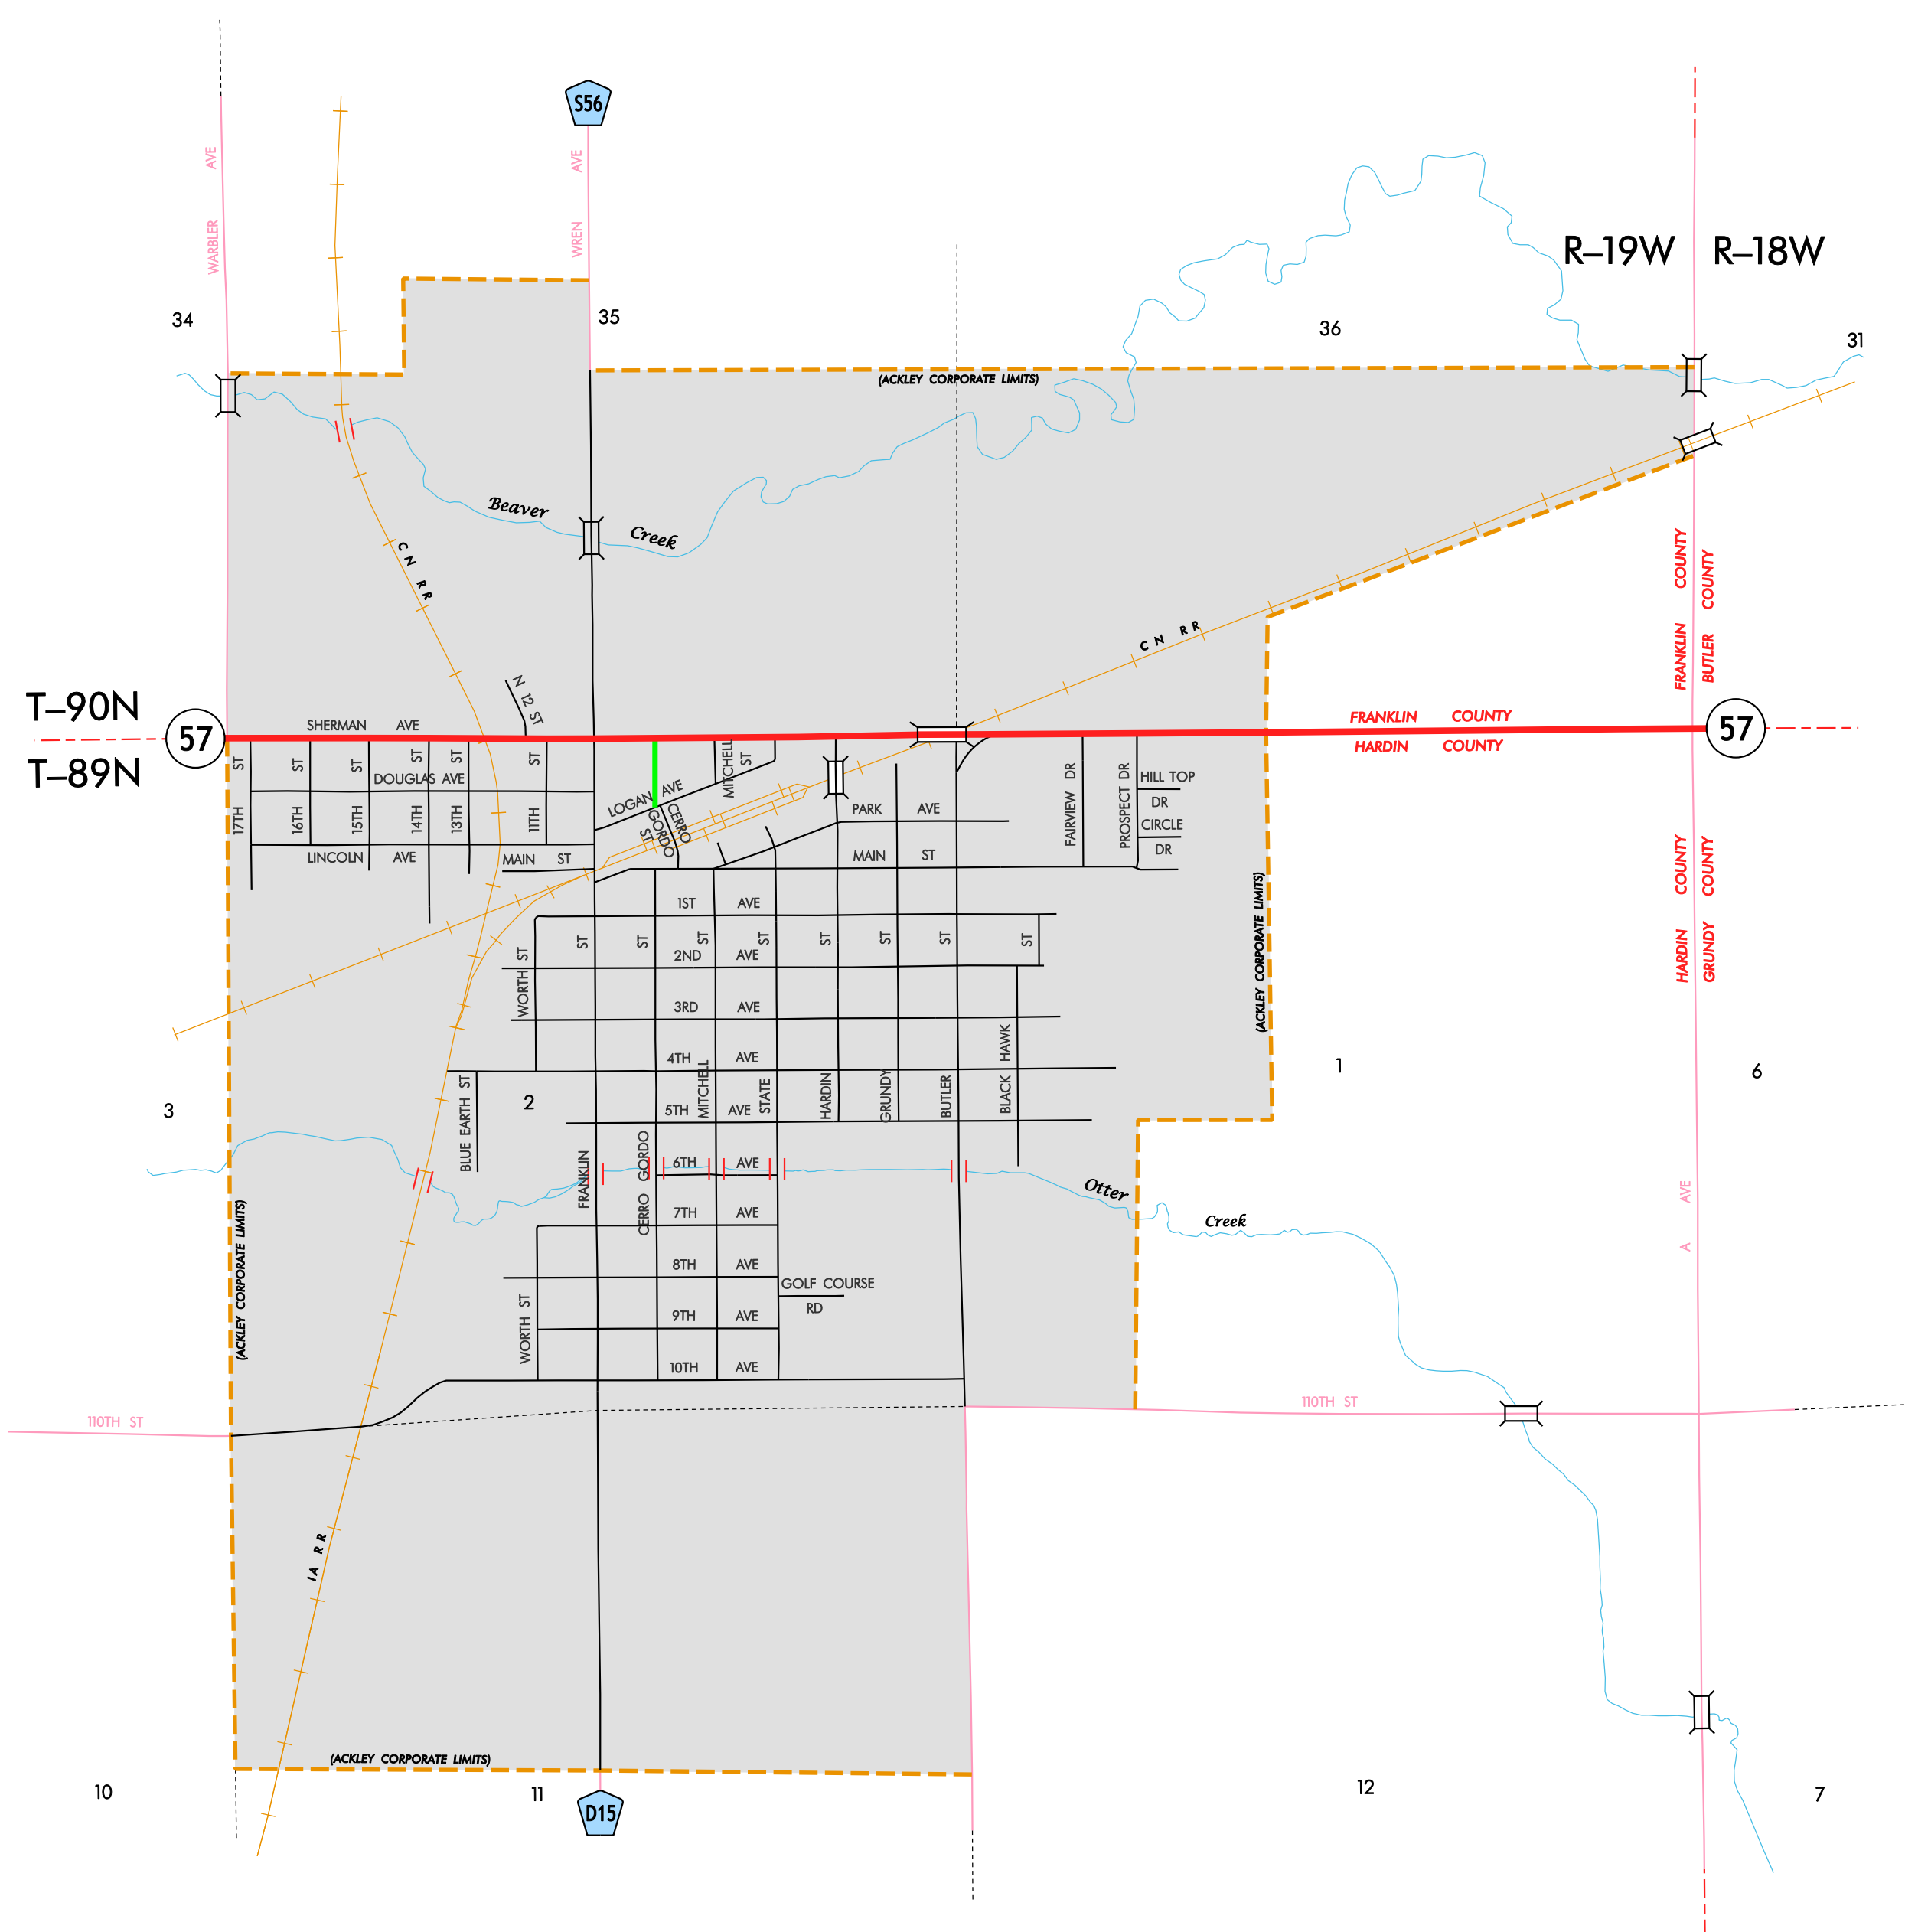 S56
WARBLER AVE
WREN AVE
R–19W R–18W
34
35
36
31
(ACKLEY CORPORATE LIMITS)
Beaver
Creek
CN RR
CN RR
FRANKLIN COUNTY
BUTLER COUNTY
T–90N
57
T–89N
N 12 ST
SHERMAN AVE
FRANKLIN COUNTY
HARDIN COUNTY
57
17TH ST
16TH ST
15TH ST
14TH ST
13TH ST
11TH ST
DOUGLAS AVE
LINCOLN AVE
LOGAN AVE
MITCHELL ST
CERRO GORDO ST
MAIN ST
PARK AVE
MAIN ST
FAIRVIEW DR
PROSPECT DR
HILL TOP
DR
CIRCLE
DR
HARDIN COUNTY
GRUNDY COUNTY
(ACKLEY CORPORATE LIMITS)
1ST AVE
2ND AVE
3RD AVE
4TH AVE
5TH AVE
6TH AVE
7TH AVE
8TH AVE
9TH AVE
10TH AVE
WORTH ST
BLUE EARTH ST
FRANKLIN ST
CERRO GORDO ST
MITCHELL ST
STATE ST
HARDIN ST
GRUNDY ST
BUTLER ST
BLACK HAWK ST
3
2
1
6
Otter
Creek
A AVE
(ACKLEY CORPORATE LIMITS)
WORTH ST
GOLF COURSE
RD
110TH ST
110TH ST
IA RR
(ACKLEY CORPORATE LIMITS)
10
11
12
7
D15